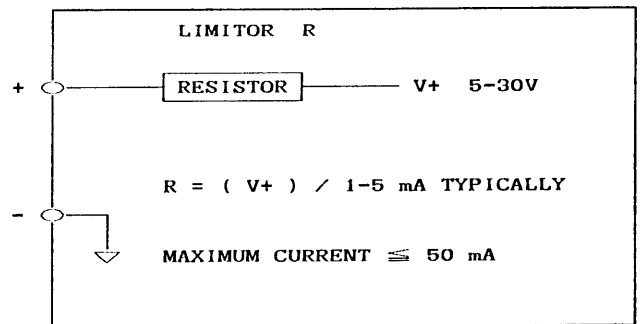 LIMITOR R
+ RESISTOR V+ 5-30V
R = ( V+ ) / 1-5 mA TYPICALLY
-
MAXIMUM CURRENT ≦ 50 mA